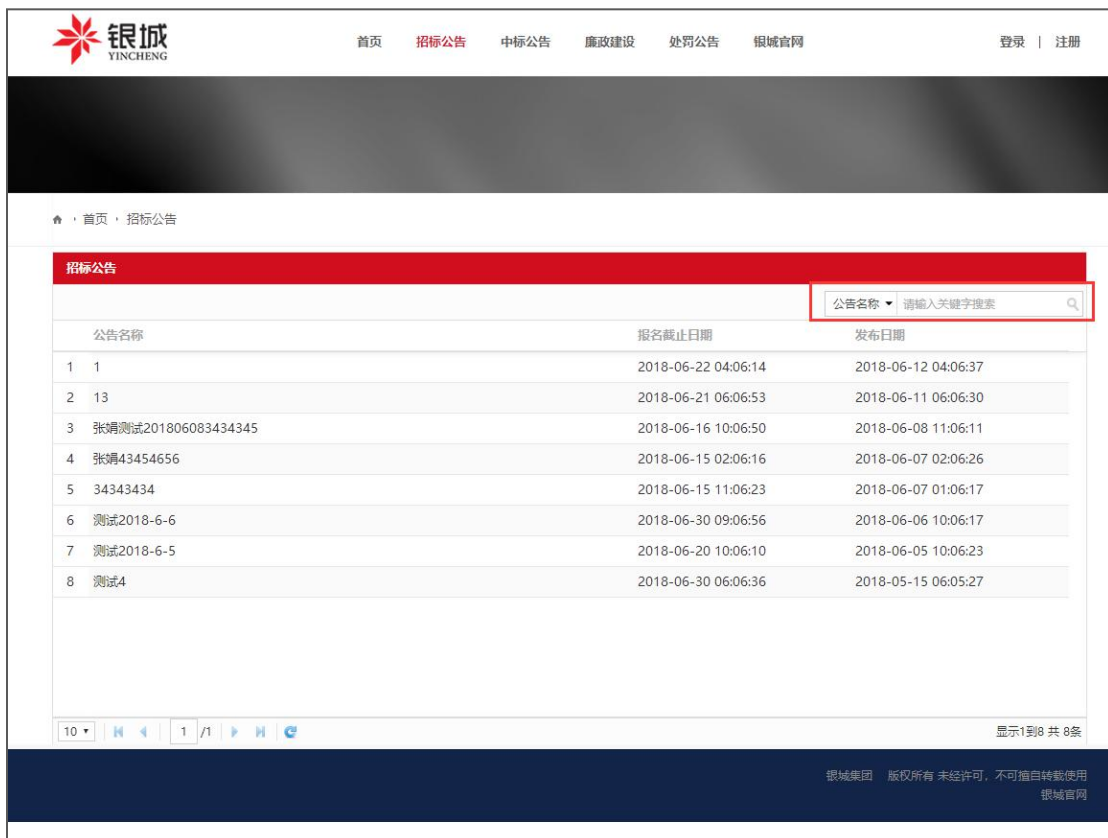 银城
YINCHENG
首页 招标公告 中标公告 廉政建设 处罚公告 银城官网 登录 | 注册
首页 招标公告
招标公告
公告名称 请输入关键字搜索
公告名称 报名截止日期 发布日期
1 1 2018-06-22 04:06:14 2018-06-12 04:06:37
2 13 2018-06-21 06:06:53 2018-06-11 06:06:30
3 张娟测试201806083434345 2018-06-16 10:06:50 2018-06-08 11:06:11
4 张娟43454656 2018-06-15 02:06:16 2018-06-07 02:06:26
5 34343434 2018-06-15 11:06:23 2018-06-07 01:06:17
6 测试2018-6-6 2018-06-30 09:06:56 2018-06-06 10:06:17
7 测试2018-6-5 2018-06-20 10:06:10 2018-06-05 10:06:23
8 测试4 2018-06-30 06:06:36 2018-05-15 06:05:27
10 1 /1 显示1到8 共 8条
银城集团 版权所有 未经许可，不可擅自转载使用
银城官网